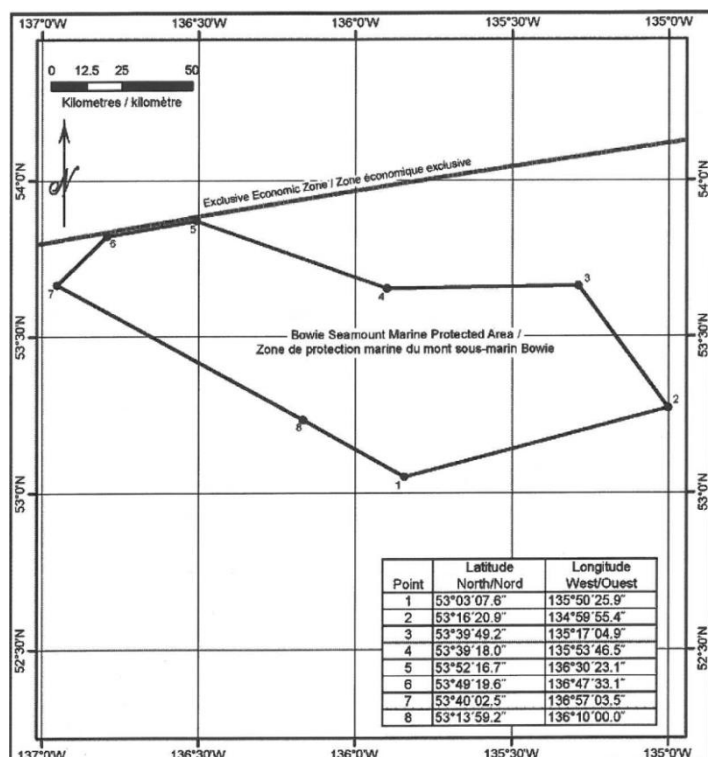 137°0'W 136°30'W 136°0'W 135°30'W 135°0'W
0 12.5 25 50
Kilometres / kilomètre
N
54°0'N
54°0'N
Exclusive Economic Zone / Zone économique exclusive
5
6
7
4
3
53°30'N
53°30'N
Bowie Seamount Marine Protected Area /
Zone de protection marine du mont sous-marin Bowie
2
8
1
53°0'N
53°0'N
Latitude Longitude
Point North/Nord West/Ouest
1 53°03´07.6" 135°50´25.9"
2 53°16´20.9" 134°59´55.4"
3 53°39´49.2" 135°17´04.9"
4 53°39´18.0" 135°53´46.5"
5 53°52´16.7" 136°30´23.1"
6 53°49´19.6" 136°47´33.1"
7 53°40´02.5" 136°57´03.5"
8 53°13´59.2" 136°10´00.0"
52°30'N
52°30'N
137°0'W 136°30'W 136°0'W 135°30'W 135°0'W